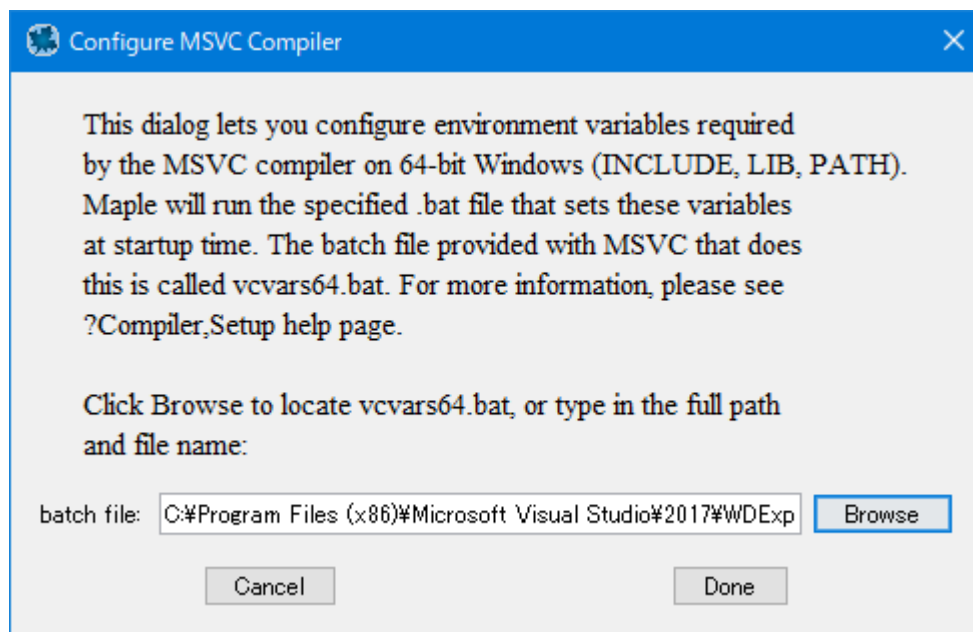 Configure MSVC Compiler
This dialog lets you configure environment variables required
by the MSVC compiler on 64-bit Windows (INCLUDE, LIB, PATH).
Maple will run the specified .bat file that sets these variables
at startup time. The batch file provided with MSVC that does
this is called vcvars64.bat. For more information, please see
?Compiler,Setup help page.
Click Browse to locate vcvars64.bat, or type in the full path
and file name:
batch file: C:¥Program Files (x86)¥Microsoft Visual Studio¥2017¥WDExp Browse
Cancel Done